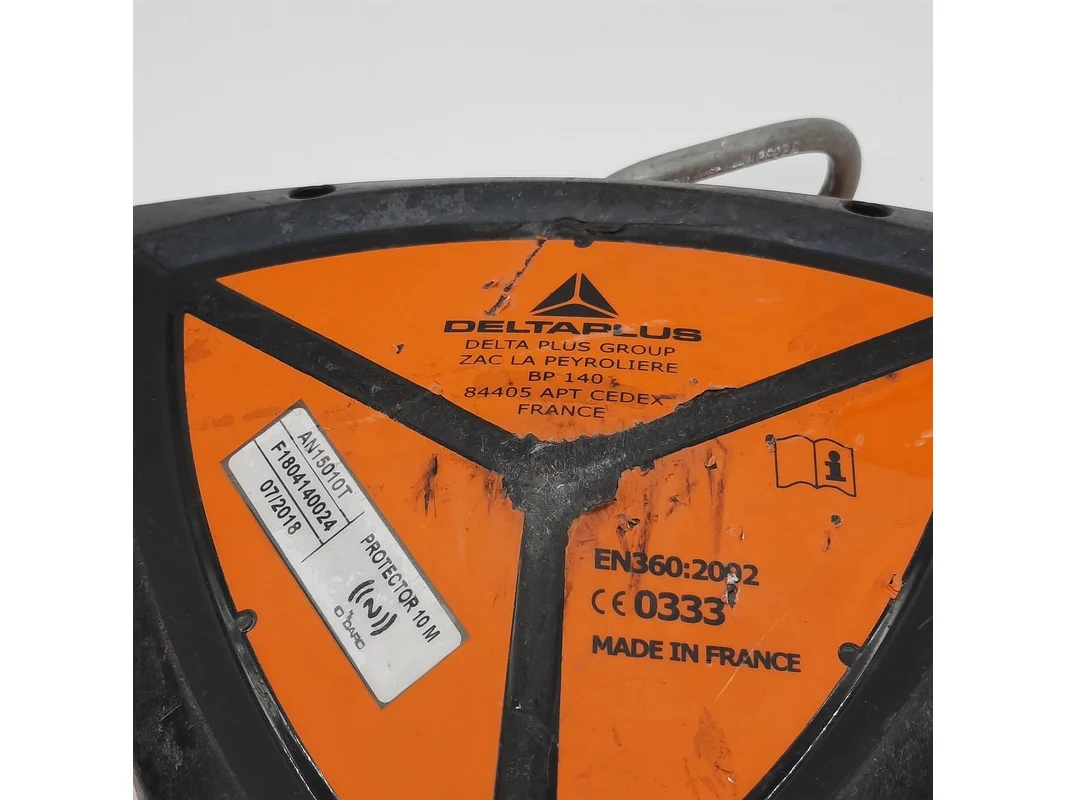 DELTAPLUS
DELTA PLUS GROUP
ZAC LA PEYROLIERE
BP 140
84405 APT CEDEX
FRANCE
AN15010T
F1804140024
07/2018
PROTECTOR 10 M
i
EN360:2002
CE 0333
MADE IN FRANCE